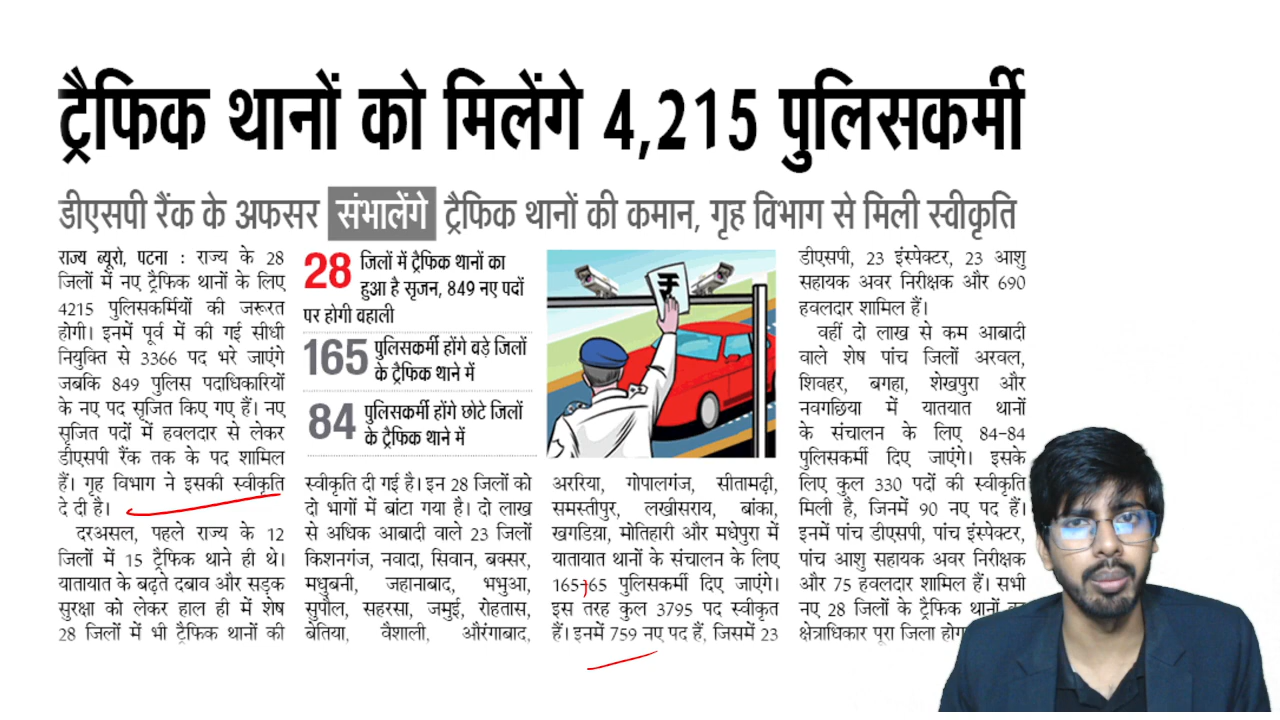 ट्रैफिक थानों को मिलेंगे 4,215 पुलिसकर्मी
डीएसपी रैंक के अफसर संभालेंगे ट्रैफिक थानों की कमान, गृह विभाग से मिली स्वीकृति
राज्य ब्यूरो, पटना : राज्य के 28
जिलों में नए ट्रैफिक थानों के लिए
4215 पुलिसकर्मियों की जरूरत
होगी। इनमें पूर्व में की गई सीधी
नियुक्ति से 3366 पद भरे जाएंगे
जबकि 849 पुलिस पदाधिकारियों
के नए पद सृजित किए गए हैं। नए
सृजित पदों में हवलदार से लेकर
डीएसपी रैंक तक के पद शामिल
हैं। गृह विभाग ने इसकी स्वीकृति
दे दी है।
दरअसल, पहले राज्य के 12
जिलों में 15 ट्रैफिक थाने ही थे।
यातायात के बढ़ते दबाव और सड़क
सुरक्षा को लेकर हाल ही में शेष
28 जिलों में भी ट्रैफिक थानों की
28 जिलों में ट्रैफिक थानों का
हुआ है सृजन, 849 नए पदों
पर होगी वहाली
165 पुलिसकर्मी होंगे वड़े जिलों
के ट्रैफिक थाने में
84 पुलिसकर्मी होंगे छोटे जिलों
के ट्रैफिक थाने में
स्वीकृति दी गई है। इन 28 जिलों को
दो भागों में बांटा गया है। दो लाख
से अधिक आबादी वाले 23 जिलों
किशनगंज, नवादा, सिवान, बक्सर,
मधुबनी, जहानाबाद, भभुआ,
सुपौल, सहरसा, जमुई, रोहतास,
बेतिया, वैशाली, औरंगाबाद,
₹
अररिया, गोपालगंज, सीतामढ़ी,
समस्तीपुर, लखीसराय, बांका,
खगडिय़ा, मोतिहारी और मधेपुरा में
यातायात थानों के संचालन के लिए
165-165 पुलिसकर्मी दिए जाएंगे।
इस तरह कुल 3795 पद स्वीकृत
हैं। इनमें 759 नए पद हैं, जिसमें 23
डीएसपी, 23 इंस्पेक्टर, 23 आशु
सहायक अवर निरीक्षक और 690
हवलदार शामिल हैं।
वहीं दो लाख से कम आबादी
वाले शेष पांच जिलों अरवल,
शिवहर, बगहा, शेखपुरा और
नवगछिया में यातयात थानों
के संचालन के लिए 84-84
पुलिसकर्मी दिए जाएंगे। इसके
लिए कुल 330 पदों की स्वीकृति
मिली है, जिनमें 90 नए पद हैं।
इनमें पांच डीएसपी, पांच इंस्पेक्टर,
पांच आशु सहायक अवर निरीक्षक
और 75 हवलदार शामिल हैं। सभी
नए 28 जिलों के ट्रैफिक थानों
क्षेत्राधिकार पूरा जिला